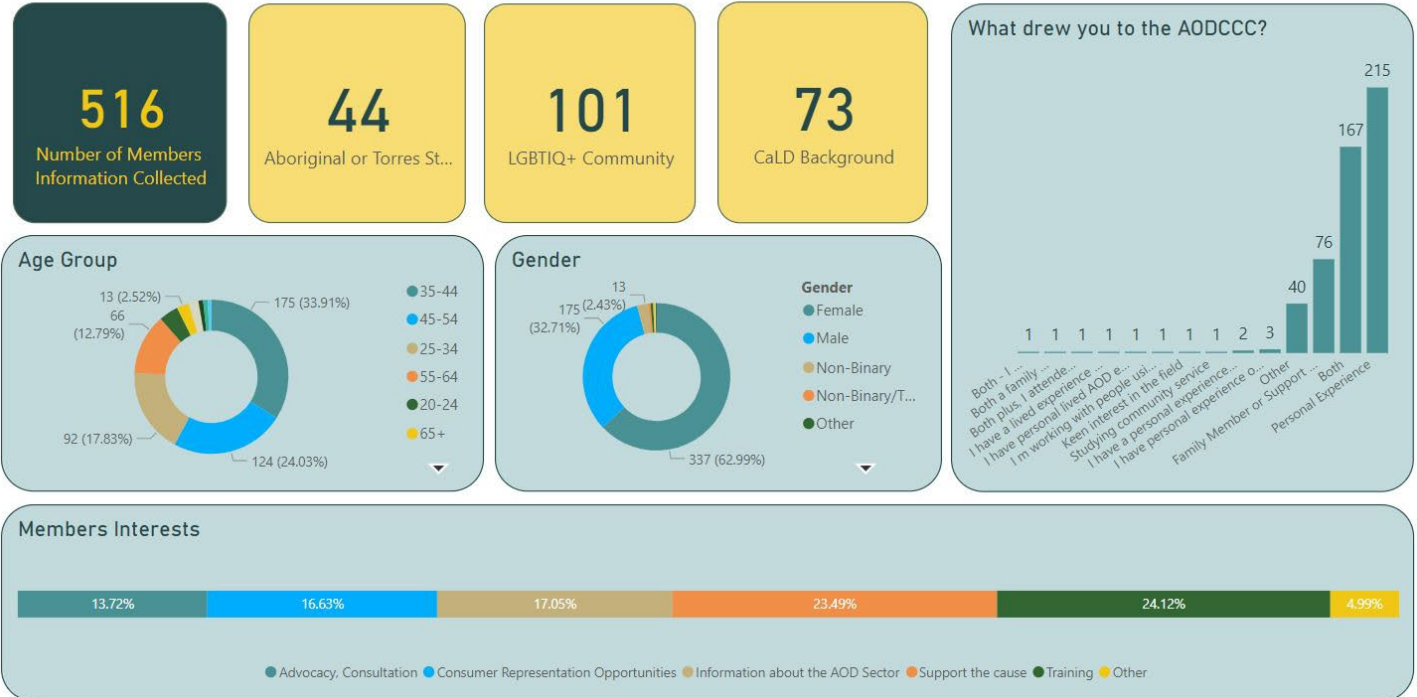 516
Number of Members
Information Collected
44
Aboriginal or Torres St...
101
LGBTIQ+ Community
73
CaLD Background
What drew you to the AODCCC?
1
1
1
1
1
1
1
1
2
3
40
76
167
215
Both - I ...
Both a family ...
Both plus, I attende...
I have a lived experience ...
I have personal lived AOD e...
I m working with people usi...
Keen interest in the field
Studying community service
I have a personal experience...
I have personal experience o...
Other
Family Member or Support ...
Both
Personal Experience
Age Group
13 (2.52%)
66
(12.79%)
92 (17.83%)
175 (33.91%)
124 (24.03%)
35-44
45-54
25-34
55-64
20-24
65+
Gender
13
(2.43%)
175
(32.71%)
337 (62.99%)
Gender
Female
Male
Non-Binary
Non-Binary/T...
Other
Members Interests
13.72%
16.63%
17.05%
23.49%
24.12%
4.99%
Advocacy, Consultation
Consumer Representation Opportunities
Information about the AOD Sector
Support the cause
Training
Other